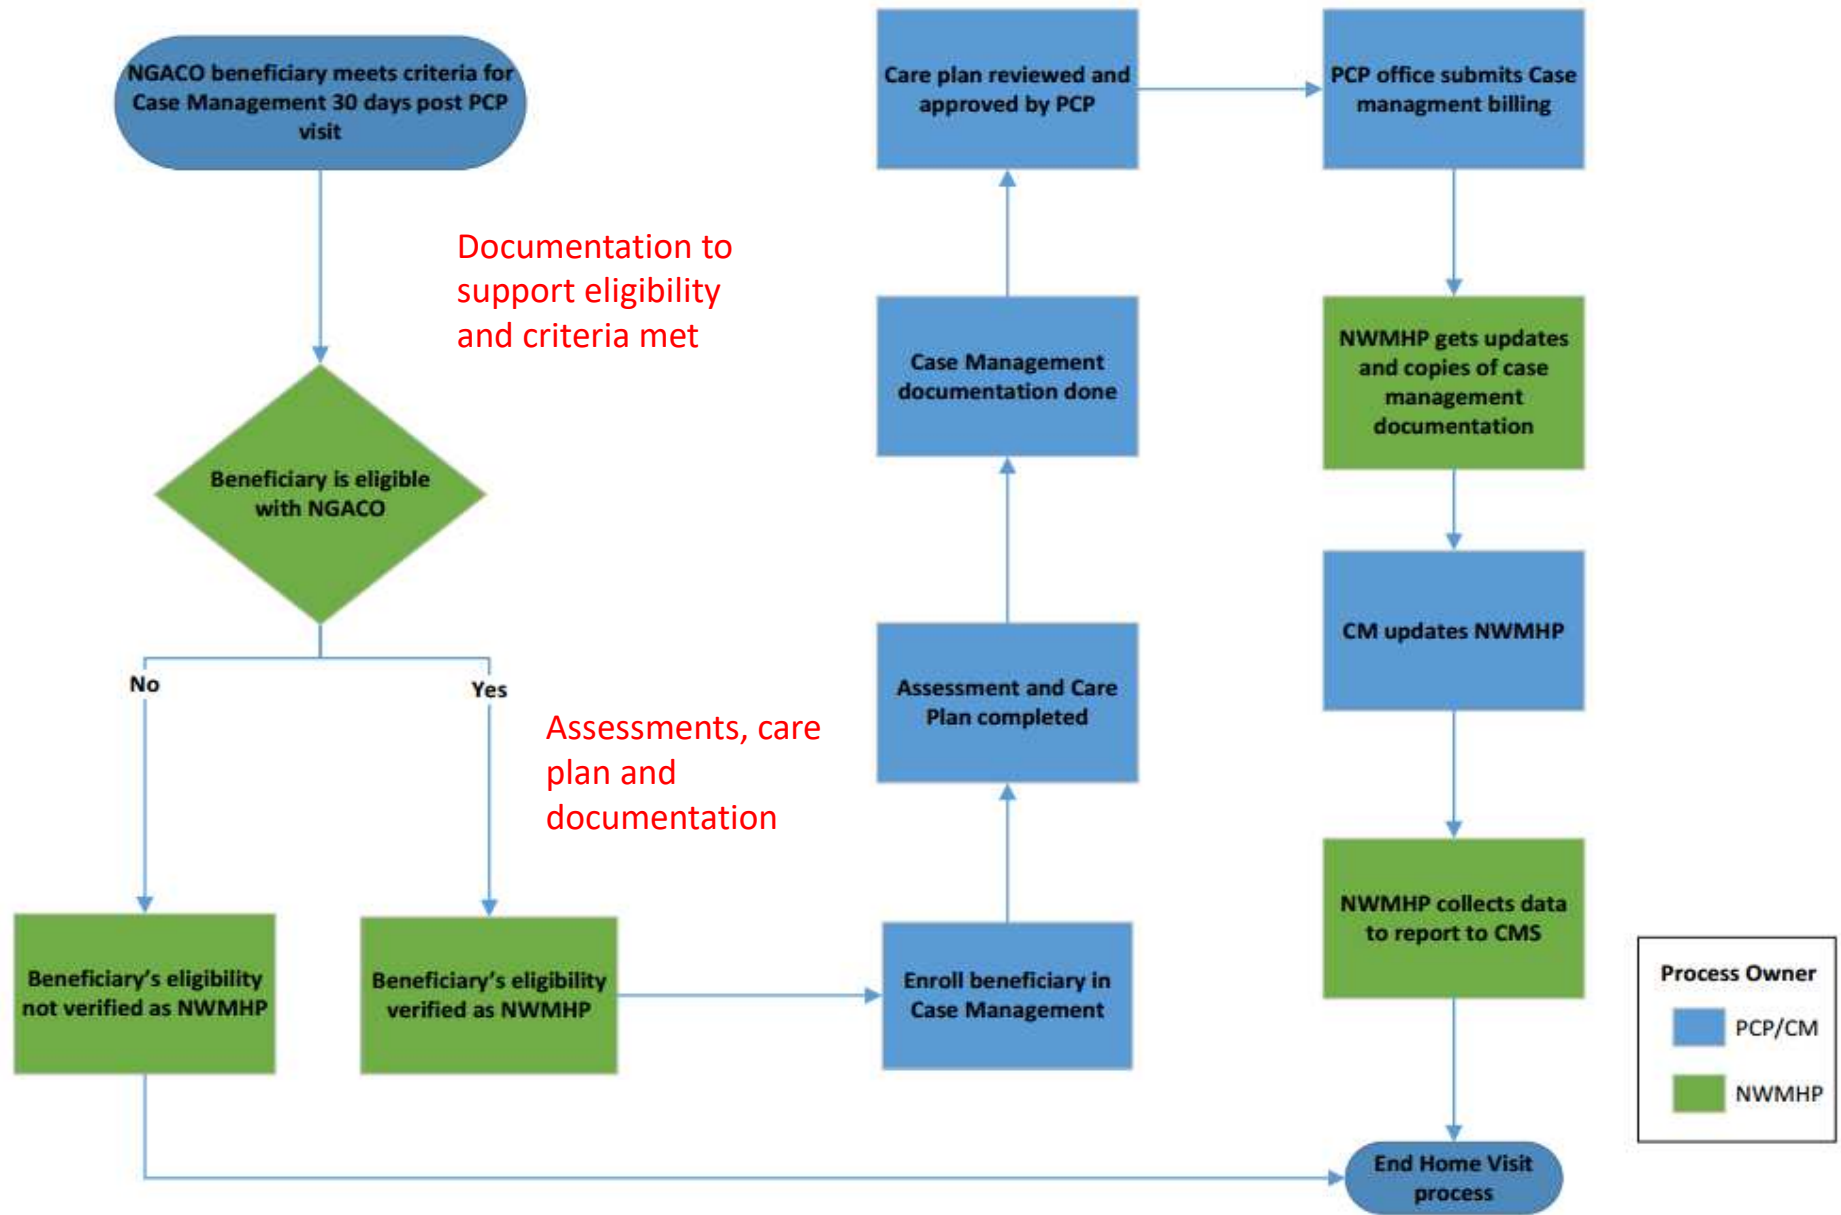 NGACO beneficiary meets criteria for
Case Management 30 days post PCP
visit
Documentation to
support eligibility
and criteria met
Beneficiary is eligible
with NGACO
No
Yes
Assessments, care
plan and
documentation
Beneficiary's eligibility
not verified as NWMHP
Beneficiary's eligibility
verified as NWMHP
Enroll beneficiary in
Case Management
Assessment and Care
Plan completed
Case Management
documentation done
Care plan reviewed and
approved by PCP
PCP office submits Case
managment billing
NWMHP gets updates
and copies of case
management
documentation
CM updates NWMHP
NWMHP collects data
to report to CMS
End Home Visit
process
Process Owner
PCP/CM
NWMHP